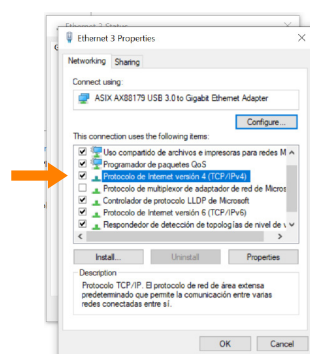 Ethernet 3 Status
Ethernet 3 Properties
Networking Sharing
Connect using:
ASIX AX88179 USB 3.0 to Gigabit Ethernet Adapter
Configure...
This connection uses the following items:
Uso compartido de archivos e impresoras para redes M
Programador de paquetes QoS
Protocolo de Internet versión 4 (TCP/IPv4)
Protocolo de multiplexor de adaptador de red de Micros
Controlador de protocolo LLDP de Microsoft
Protocolo de Internet versión 6 (TCP/IPv6)
Respondedor de detección de topologías de nivel de v
Install... Uninstall Properties
Description
Protocolo TCP/IP. El protocolo de red de área extensa
predeterminado que permite la comunicación entre varias
redes conectadas entre sí.
OK Cancel